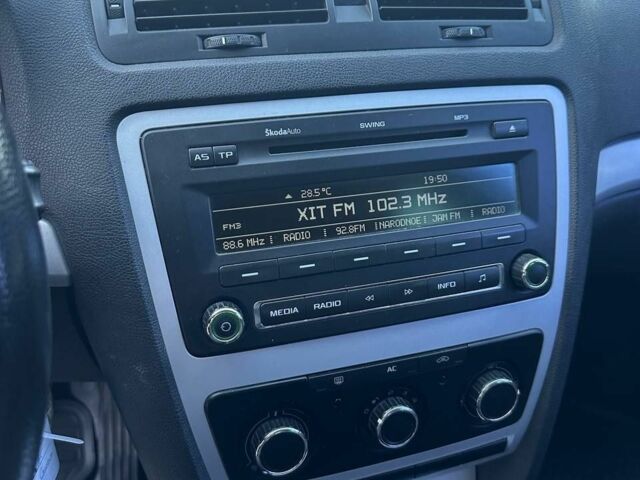 ŠkodaAuto SWING MP3
AS TP
28.5°C 19:50
XIT FM 102.3 MHz
FM3
88.6 MHz RADIO 92.8FM NARODNOE JAM FM RADIO
MEDIA RADIO INFO
AC